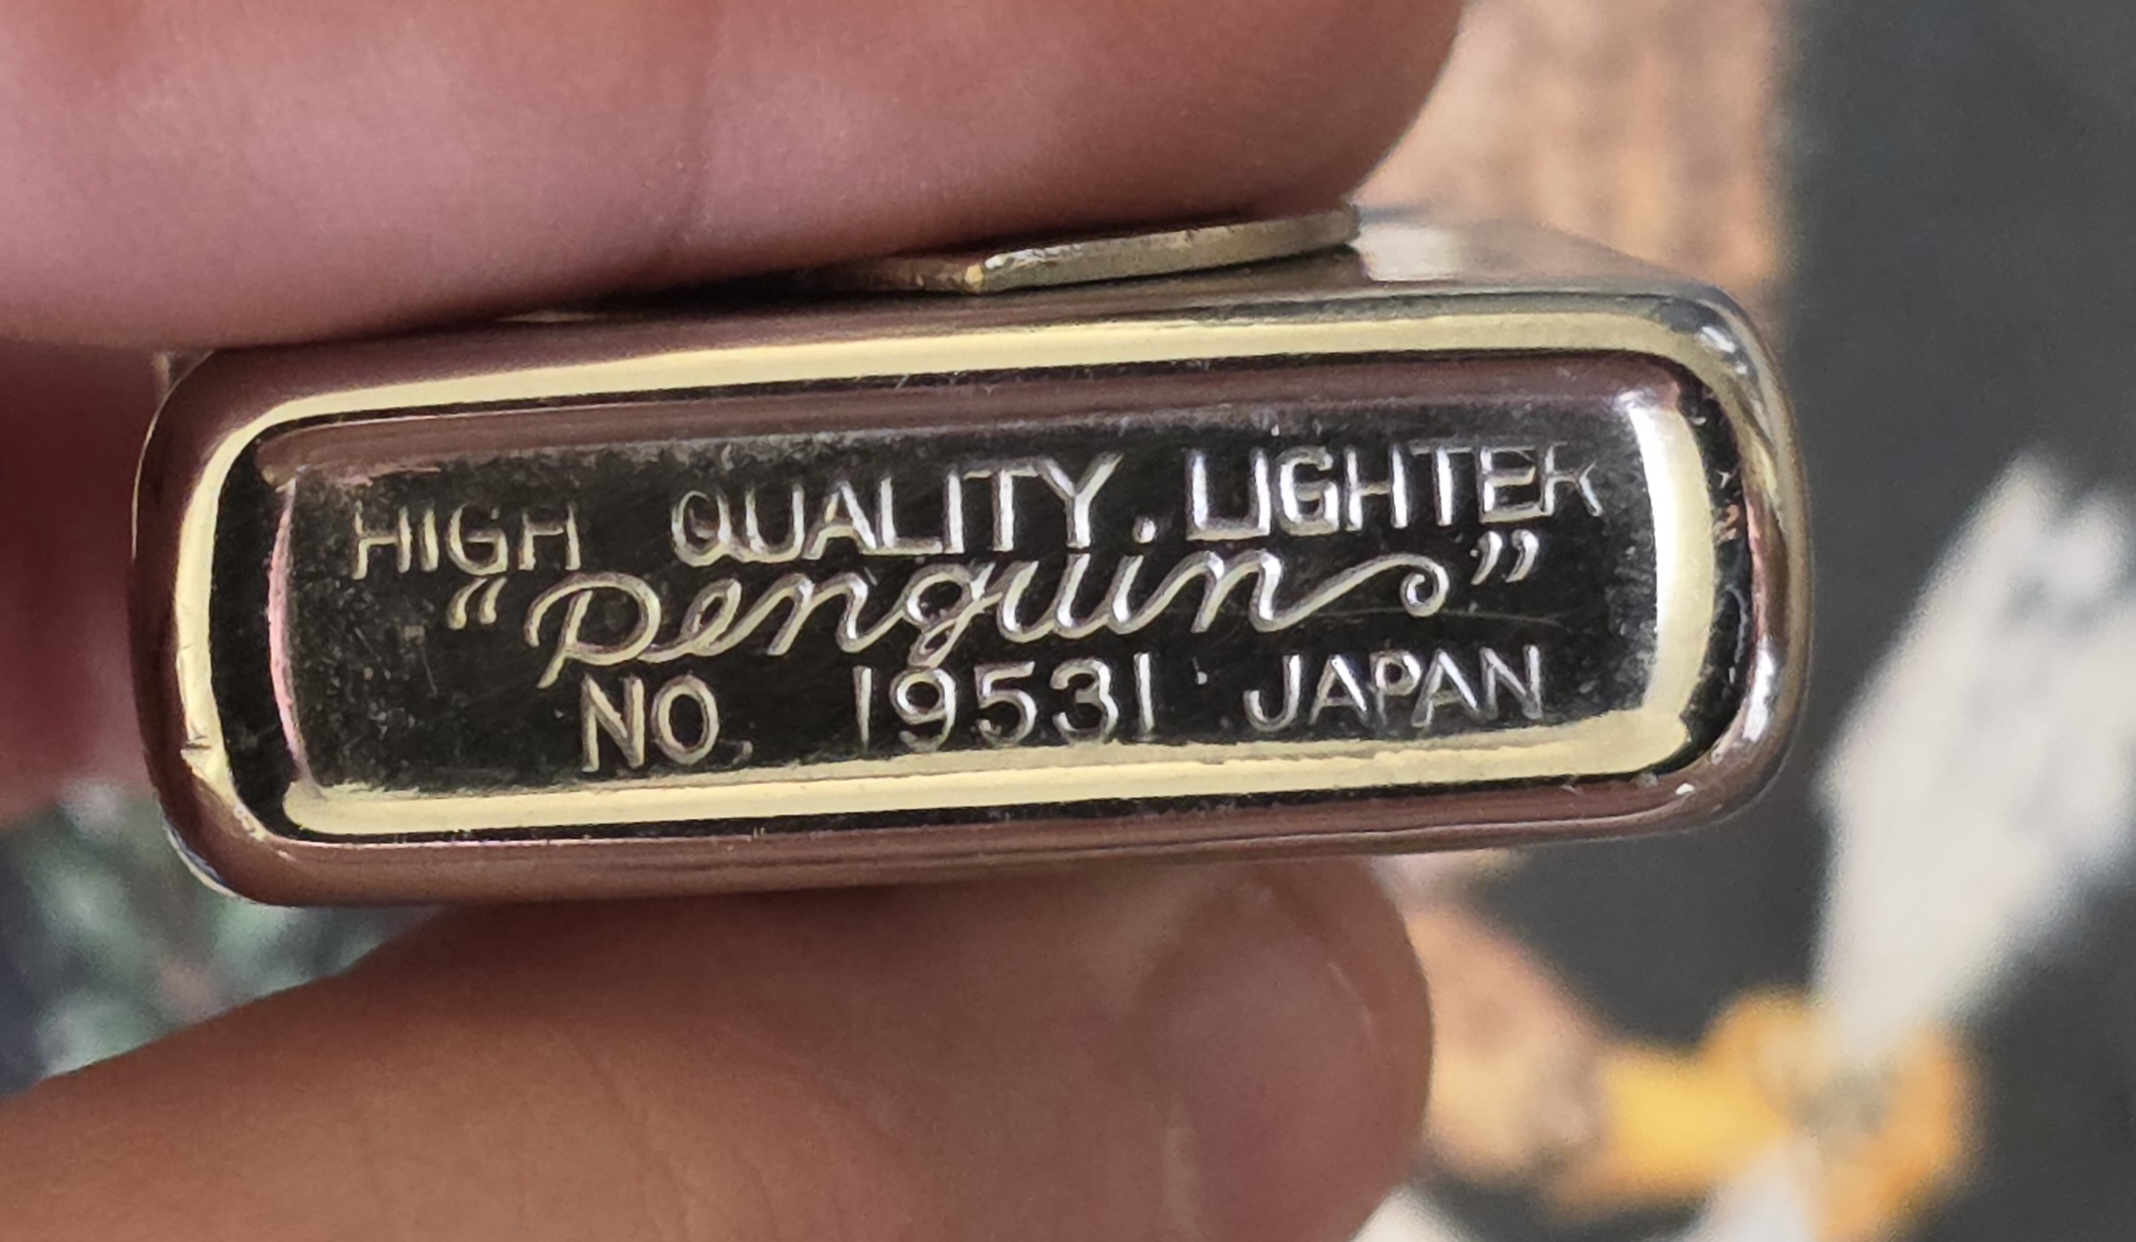 HIGH QUALITY. LIGHTER
“Penguin”
NO. 19531 JAPAN